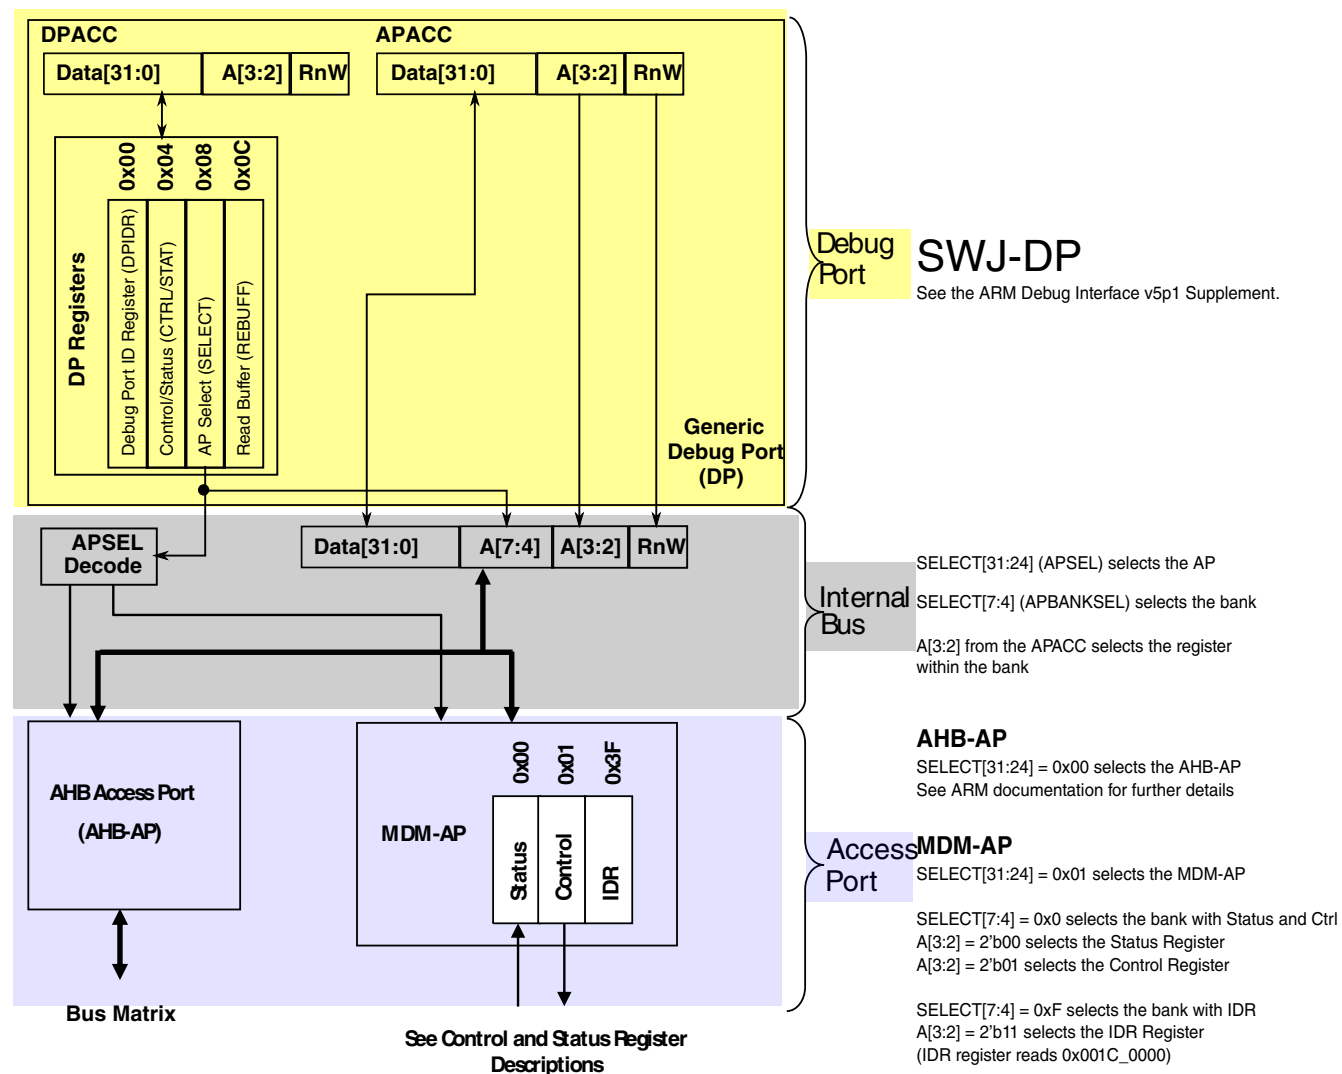 DPACC
APACC
Data[31:0] A[3:2] RnW
Data[31:0] A[3:2] RnW
0x00
0x04
0x08
0x0C
DP Registers
Debug Port ID Register (DPIDR)
Control/Status (CTRL/STAT)
AP Select (SELECT)
Read Buffer (REBUFF)
Generic
Debug Port
(DP)
Debug
Port
SWJ-DP
See the ARM Debug Interface v5p1 Supplement.
APSEL
Decode
Data[31:0] A[7:4] A[3:2] RnW
Internal
Bus
SELECT[31:24] (APSEL) selects the AP
SELECT[7:4] (APBANKSEL) selects the bank
A[3:2] from the APACC selects the register
within the bank
AHB Access Port
(AHB-AP)
Bus Matrix
MDM-AP
0x00
0x01
0x3F
Status
Control
IDR
See Control and Status Register
Descriptions
Access
Port
AHB-AP
SELECT[31:24] = 0x00 selects the AHB-AP
See ARM documentation for further details
MDM-AP
SELECT[31:24] = 0x01 selects the MDM-AP
SELECT[7:4] = 0x0 selects the bank with Status and Ctrl
A[3:2] = 2'b00 selects the Status Register
A[3:2] = 2'b01 selects the Control Register
SELECT[7:4] = 0xF selects the bank with IDR
A[3:2] = 2'b11 selects the IDR Register
(IDR register reads 0x001C_0000)